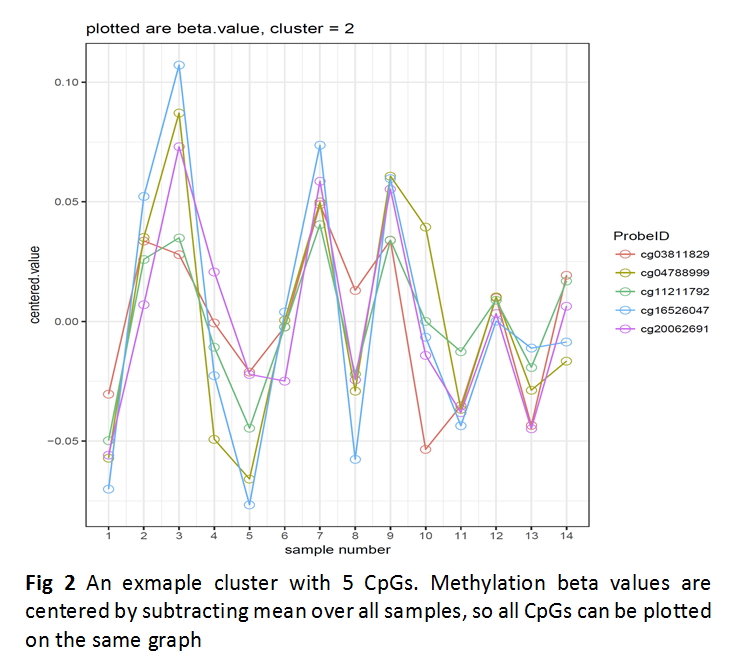 plotted are beta.value, cluster = 2
0.10
0.05
0.00
−0.05
centered.value
1 2 3 4 5 6 7 8 9 10 11 12 13 14
sample number
ProbeID
cg03811829
cg04788999
cg11211792
cg16526047
cg20062691
Fig 2 An exmaple cluster with 5 CpGs. Methylation beta values are
centered by subtracting mean over all samples, so all CpGs can be plotted
on the same graph